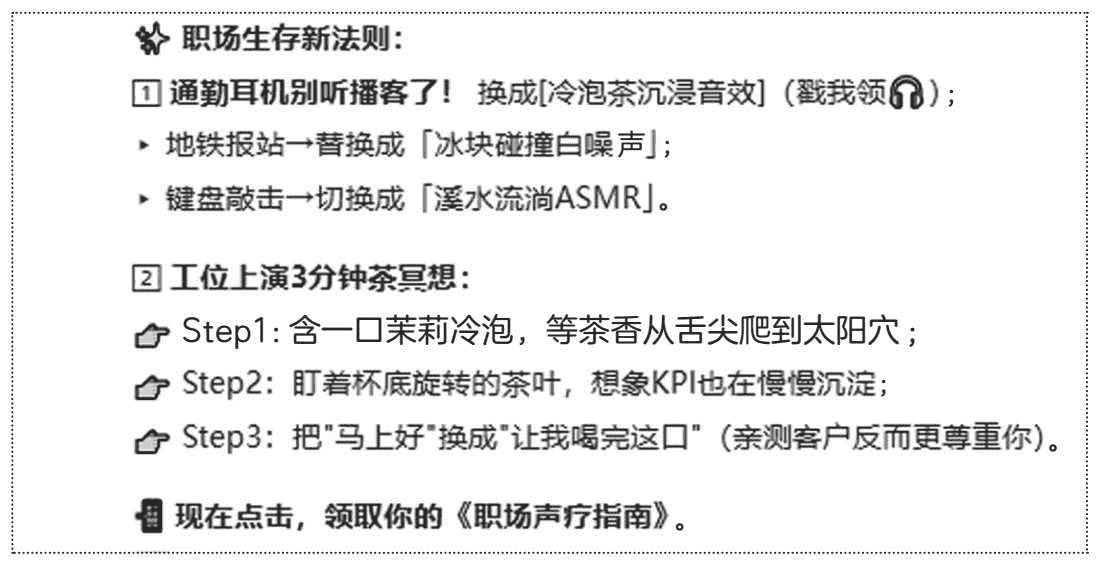 ✨ 职场生存新法则：
1️⃣ 通勤耳机别听播客了！ 换成[冷泡茶沉浸音效]（戳我领🎧）；
▸ 地铁报站→替换成「冰块碰撞白噪声」；
▸ 键盘敲击→切换成「溪水流淌ASMR」。
2️⃣ 工位上演3分钟茶冥想：
👉 Step1: 含一口茉莉冷泡，等茶香从舌尖爬到太阳穴；
👉 Step2：盯着杯底旋转的茶叶，想象KPI也在慢慢沉淀；
👉 Step3：把"马上好"换成"让我喝完这口"（亲测客户反而更尊重你）。
📲 现在点击，领取你的《职场声疗指南》。